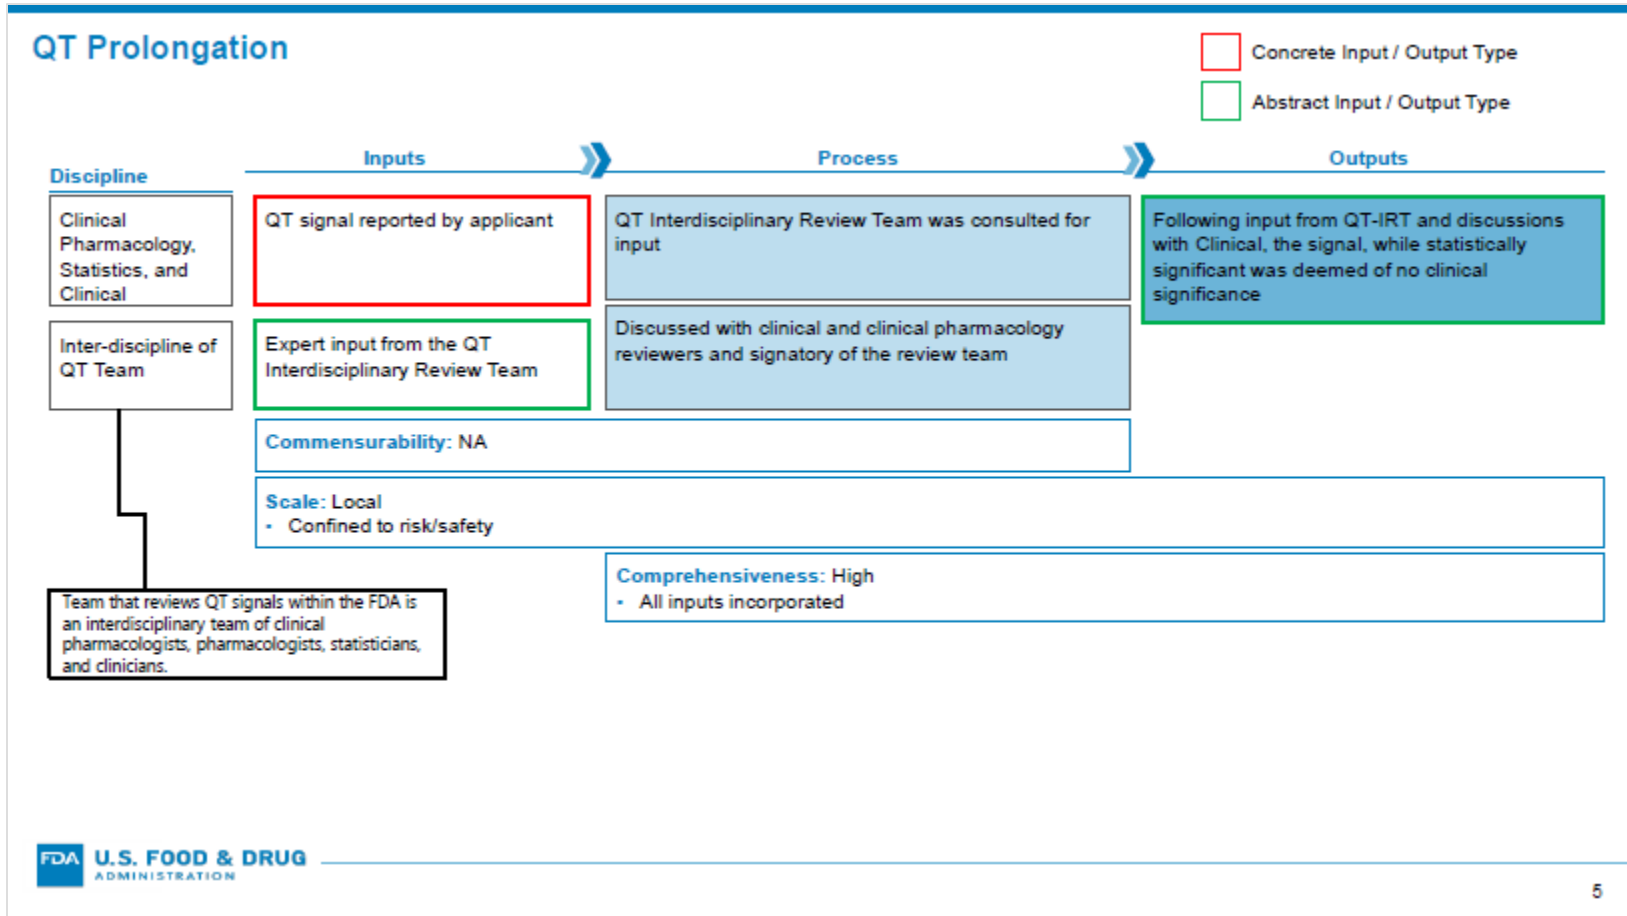 QT Prolongation
Concrete Input / Output Type
Abstract Input / Output Type
Discipline
Inputs
Process
Outputs
Clinical
Pharmacology,
Statistics, and
Clinical
QT signal reported by applicant
QT Interdisciplinary Review Team was consulted for
input
Following input from QT-IRT and discussions
with Clinical, the signal, while statistically
significant was deemed of no clinical
significance
Inter-discipline of
QT Team
Expert input from the QT
Interdisciplinary Review Team
Discussed with clinical and clinical pharmacology
reviewers and signatory of the review team
Commensurability: NA
Scale: Local
▪ Confined to risk/safety
Comprehensiveness: High
▪ All inputs incorporated
Team that reviews QT signals within the FDA is
an interdisciplinary team of clinical
pharmacologists, pharmacologists, statisticians,
and clinicians.
FDA U.S. FOOD & DRUG
ADMINISTRATION
5